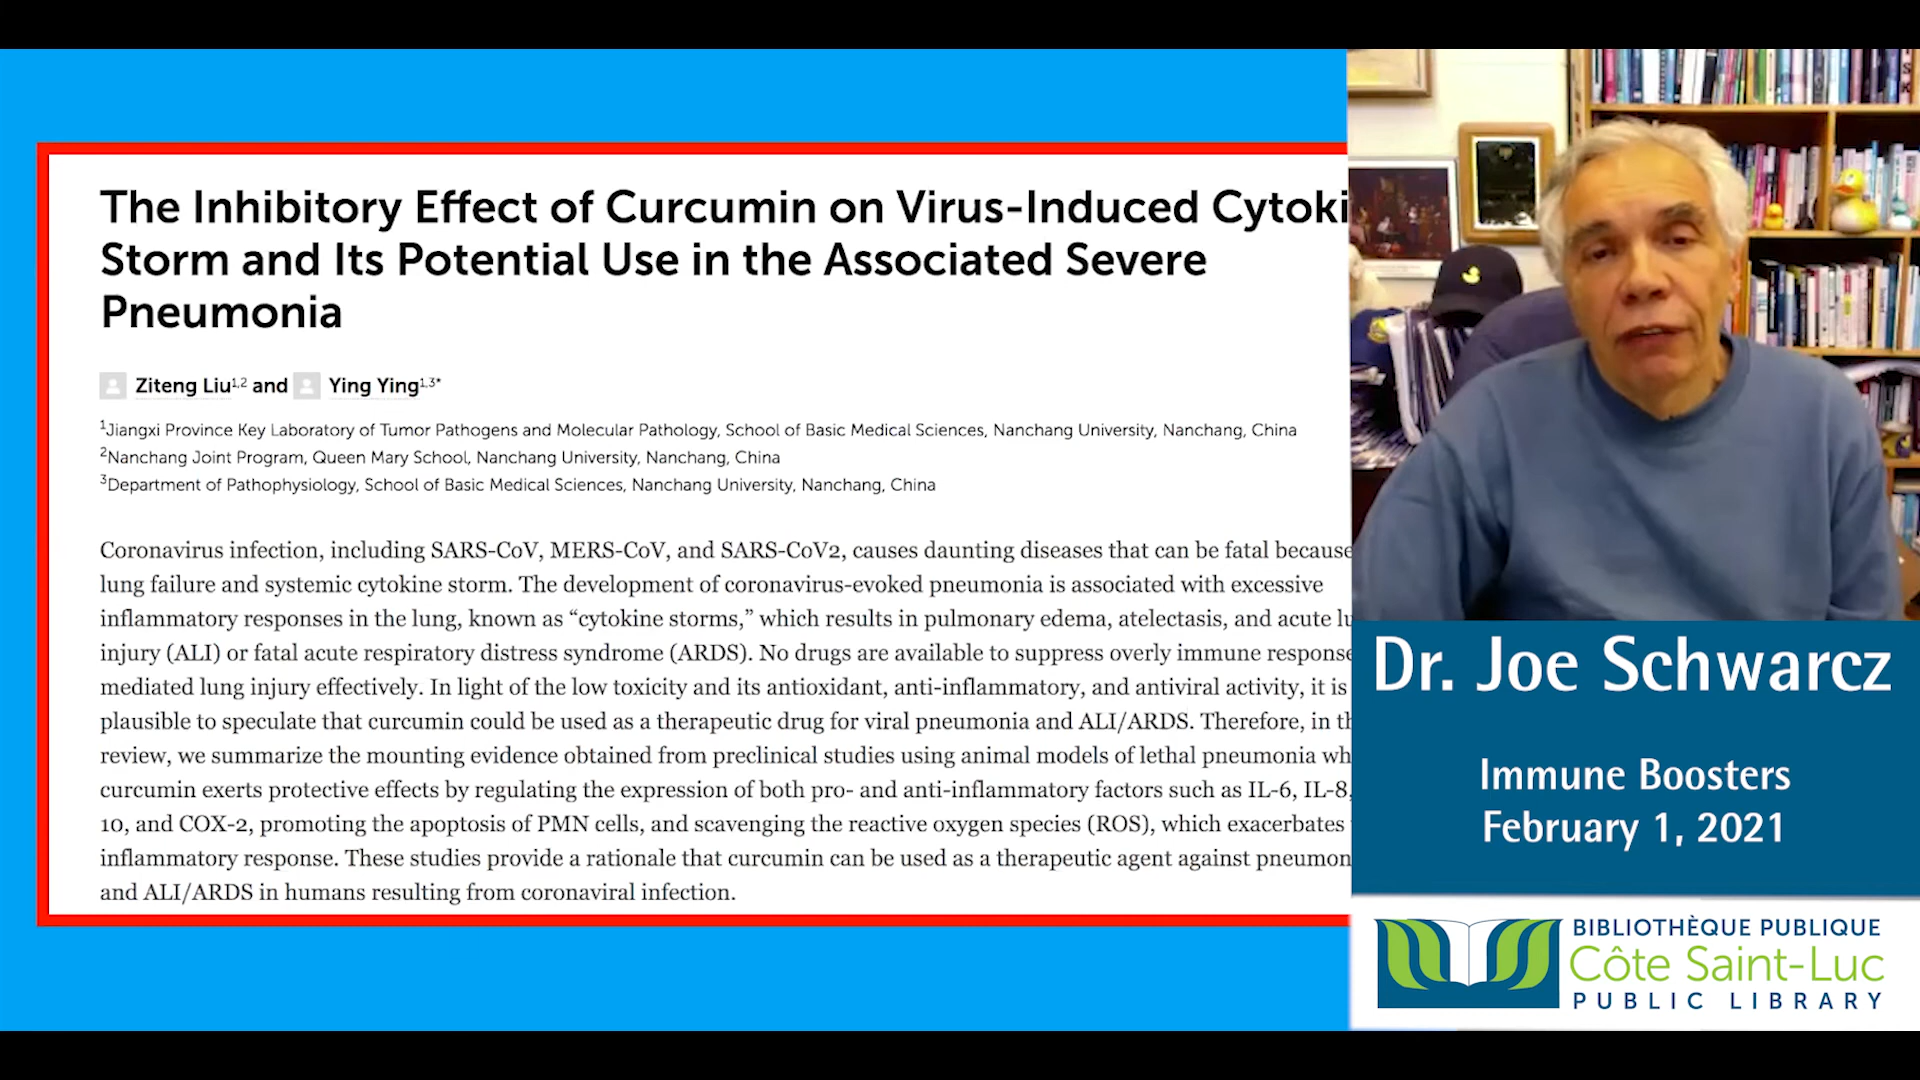 The Inhibitory Effect of Curcumin on Virus-Induced Cytoki
Storm and Its Potential Use in the Associated Severe
Pneumonia
Ziteng Liu1,2 and Ying Ying1,3*
1Jiangxi Province Key Laboratory of Tumor Pathogens and Molecular Pathology, School of Basic Medical Sciences, Nanchang University, Nanchang, China
2Nanchang Joint Program, Queen Mary School, Nanchang University, Nanchang, China
3Department of Pathophysiology, School of Basic Medical Sciences, Nanchang University, Nanchang, China
Coronavirus infection, including SARS-CoV, MERS-CoV, and SARS-CoV2, causes daunting diseases that can be fatal because
lung failure and systemic cytokine storm. The development of coronavirus-evoked pneumonia is associated with excessive
inflammatory responses in the lung, known as “cytokine storms,” which results in pulmonary edema, atelectasis, and acute lu
injury (ALI) or fatal acute respiratory distress syndrome (ARDS). No drugs are available to suppress overly immune response
mediated lung injury effectively. In light of the low toxicity and its antioxidant, anti-inflammatory, and antiviral activity, it is
plausible to speculate that curcumin could be used as a therapeutic drug for viral pneumonia and ALI/ARDS. Therefore, in th
review, we summarize the mounting evidence obtained from preclinical studies using animal models of lethal pneumonia wh
curcumin exerts protective effects by regulating the expression of both pro- and anti-inflammatory factors such as IL-6, IL-8,
10, and COX-2, promoting the apoptosis of PMN cells, and scavenging the reactive oxygen species (ROS), which exacerbates
inflammatory response. These studies provide a rationale that curcumin can be used as a therapeutic agent against pneumon
and ALI/ARDS in humans resulting from coronaviral infection.
Dr. Joe Schwarcz
Immune Boosters
February 1, 2021
BIBLIOTHÈQUE PUBLIQUE
Côte Saint-Luc
PUBLIC LIBRARY